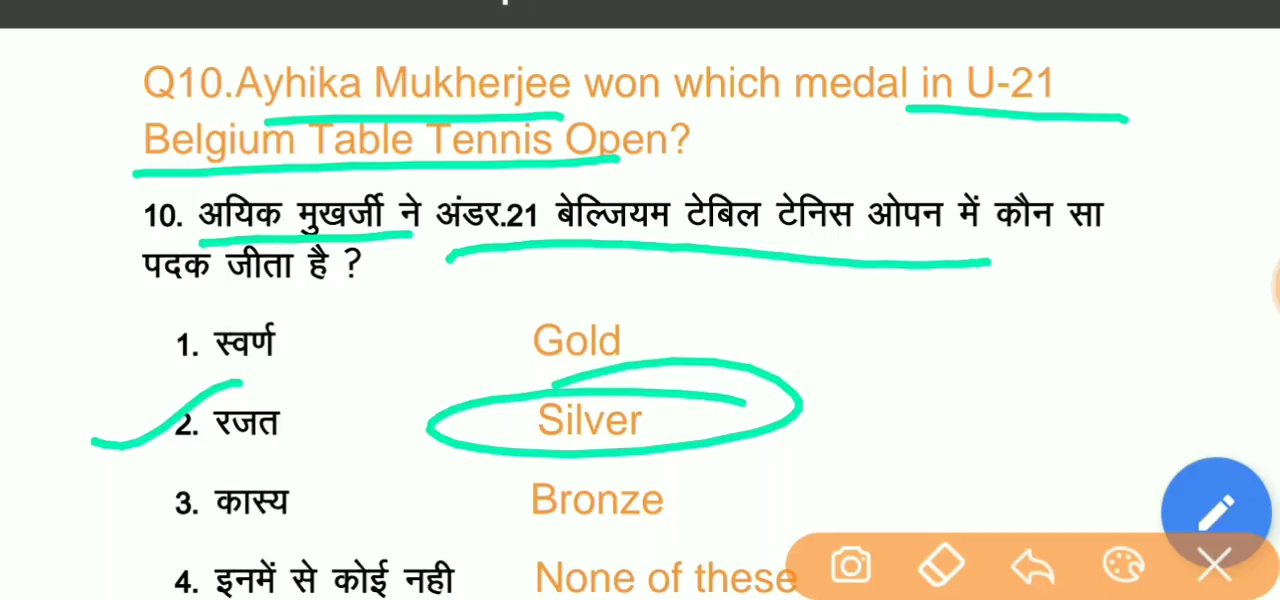 Q10.Ayhika Mukherjee won which medal in U-21
Belgium Table Tennis Open?
10. अयिक मुखर्जी ने अंडर.21 बेल्जियम टेबिल टेनिस ओपन में कौन सा
पदक जीता है ?
1. स्वर्ण Gold
2. रजत Silver
3. कास्य Bronze
4. इनमें से कोई नही None of these